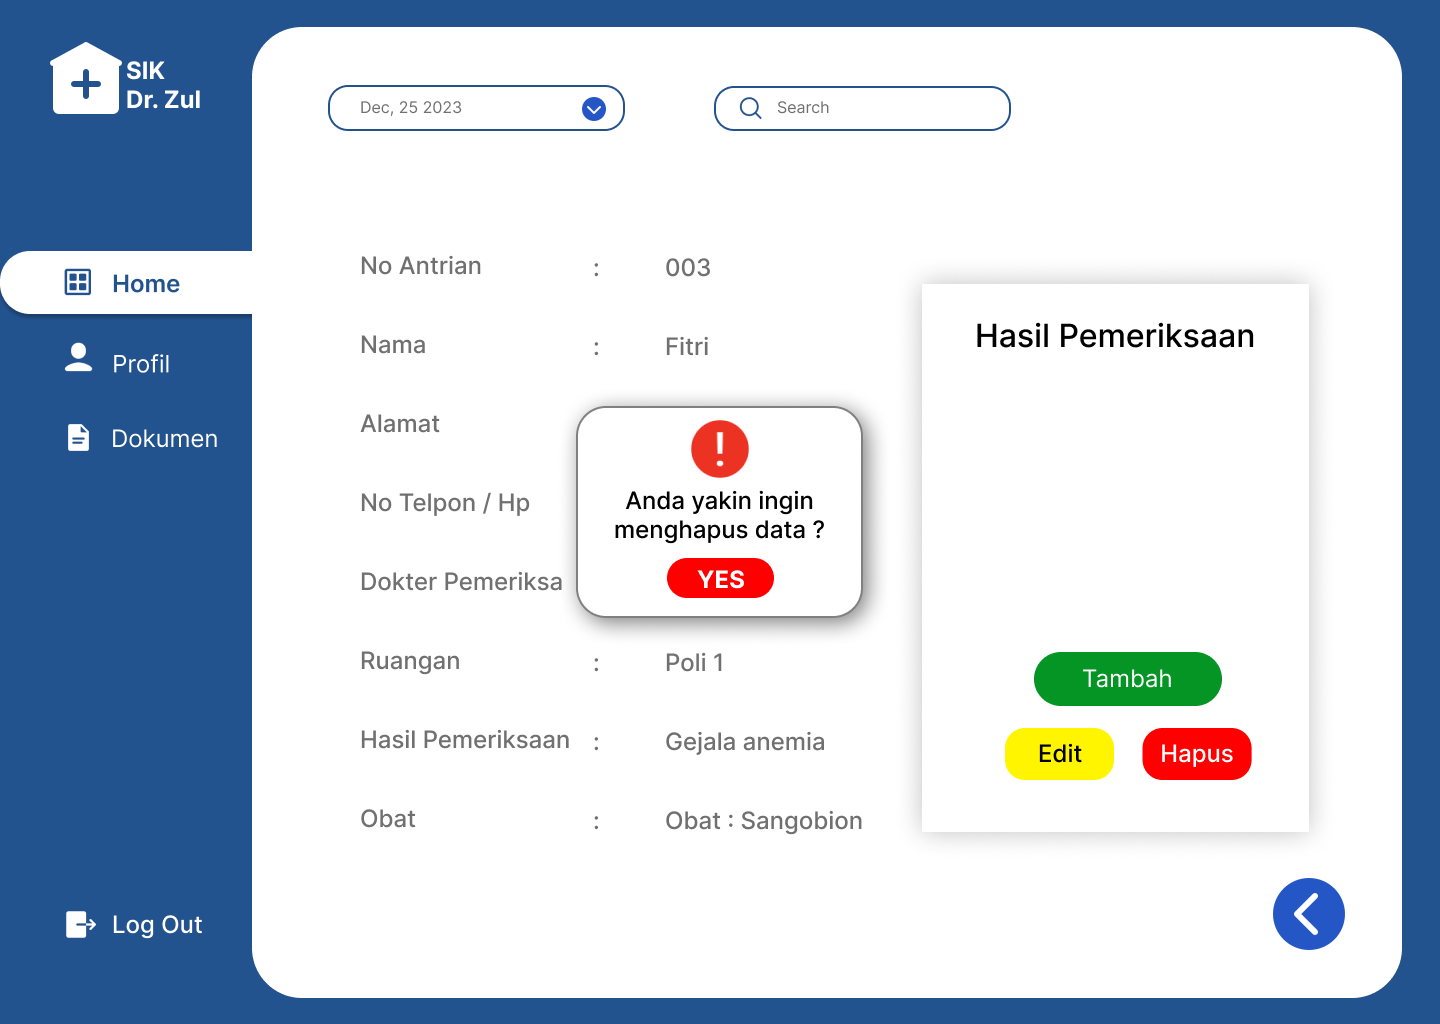 SIK
Dr. Zul
Dec, 25 2023
Search
Home
Profil
Dokumen
Log Out
No Antrian : 003
Nama : Fitri
Alamat
No Telpon / Hp
Dokter Pemeriksa
Ruangan : Poli 1
Hasil Pemeriksaan : Gejala anemia
Obat : Obat : Sangobion
Anda yakin ingin
menghapus data ?
YES
Hasil Pemeriksaan
Tambah
Edit Hapus